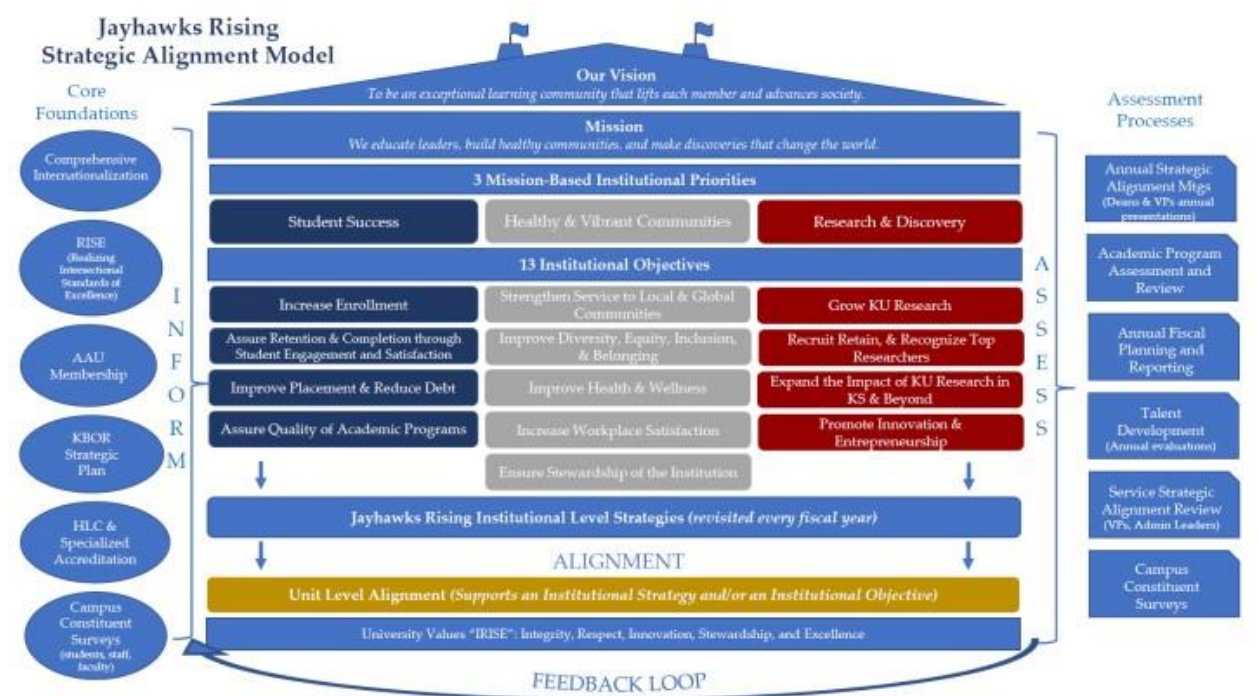 Jayhawks Rising
Strategic Alignment Model
Core
Foundations
Comprehensive
Internationalization
RISE
(Realizing
Intersectional
Standards of
Excellence)
AAU
Membership
KBOR
Strategic
Plan
HLC &
Specialized
Accreditation
Campus
Constituent
Surveys
(students, staff,
faculty)
INFORM
Our Vision
To be an exceptional learning community that lifts each member and advances society.
Mission
We educate leaders, build healthy communities, and make discoveries that change the world.
3 Mission-Based Institutional Priorities
Student Success
Healthy & Vibrant Communities
Research & Discovery
13 Institutional Objectives
Increase Enrollment
Assure Retention & Completion through
Student Engagement and Satisfaction
Improve Placement & Reduce Debt
Assure Quality of Academic Programs
Strengthen Service to Local & Global
Communities
Improve Diversity, Equity, Inclusion,
& Belonging
Improve Health & Wellness
Increase Workplace Satisfaction
Ensure Stewardship of the Institution
Grow KU Research
Recruit Retain, & Recognize Top
Researchers
Expand the Impact of KU Research in
KS & Beyond
Promote Innovation &
Entrepreneurship
Jayhawks Rising Institutional Level Strategies (revisited every fiscal year)
ALIGNMENT
Unit Level Alignment (Supports an Institutional Strategy and/or an Institutional Objective)
University Values "IRISE": Integrity, Respect, Innovation, Stewardship, and Excellence
FEEDBACK LOOP
ASSESS
Assessment
Processes
Annual Strategic
Alignment Mtgs
(Deans & VPs annual
presentations)
Academic Program
Assessment and
Review
Annual Fiscal
Planning and
Reporting
Talent
Development
(Annual evaluations)
Service Strategic
Alignment Review
(VPs, Admin Leaders)
Campus
Constituent
Surveys